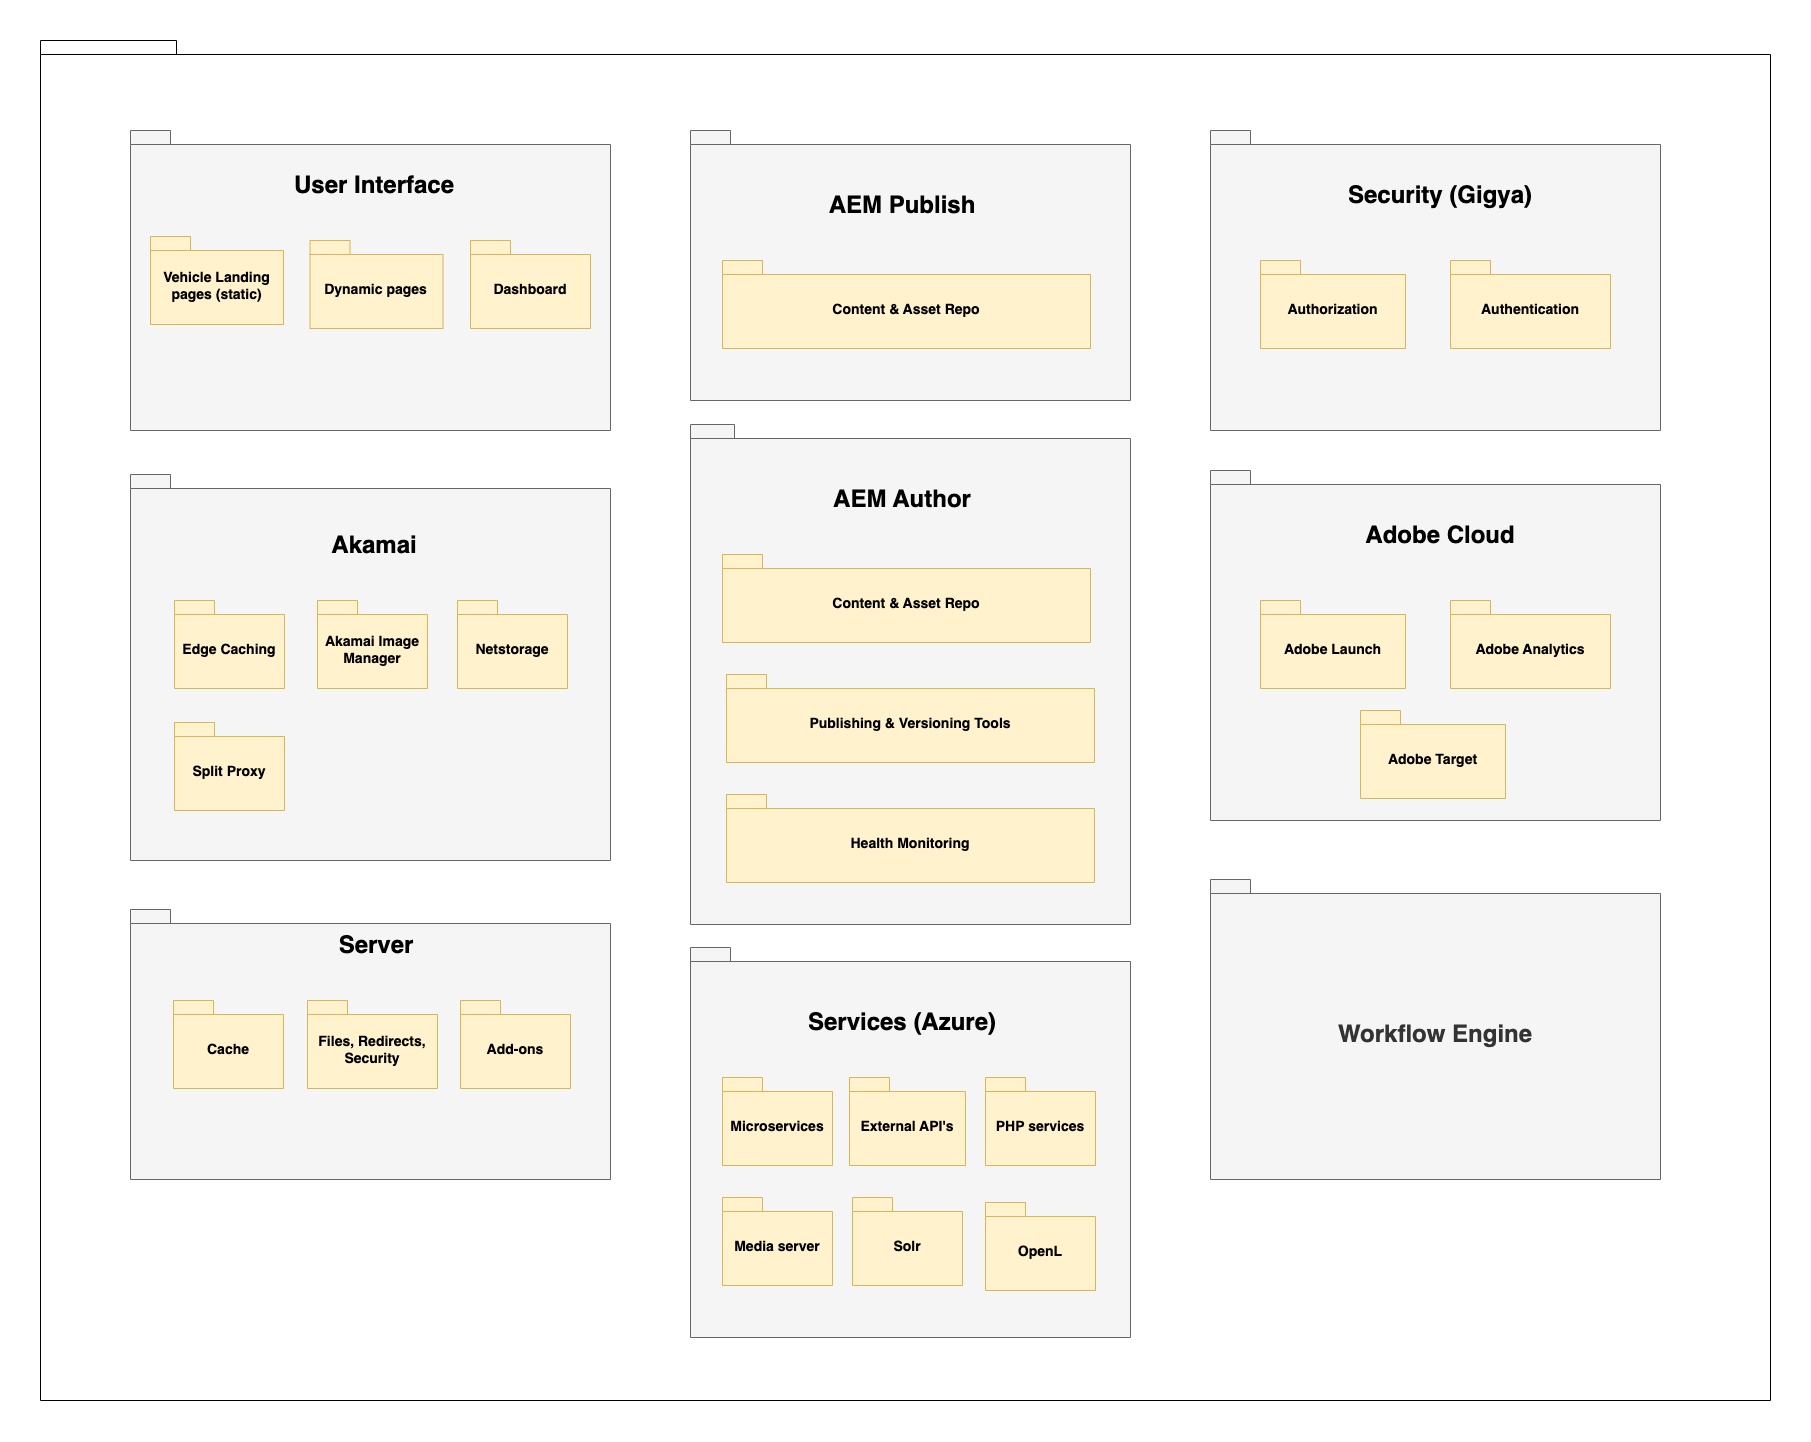 User Interface
Vehicle Landing
pages (static)
Dynamic pages
Dashboard
AEM Publish
Content & Asset Repo
Security (Gigya)
Authorization
Authentication
Akamai
Edge Caching
Akamai Image
Manager
Netstorage
Split Proxy
AEM Author
Content & Asset Repo
Publishing & Versioning Tools
Health Monitoring
Adobe Cloud
Adobe Launch
Adobe Analytics
Adobe Target
Server
Cache
Files, Redirects,
Security
Add-ons
Services (Azure)
Microservices
External API's
PHP services
Media server
Solr
OpenL
Workflow Engine